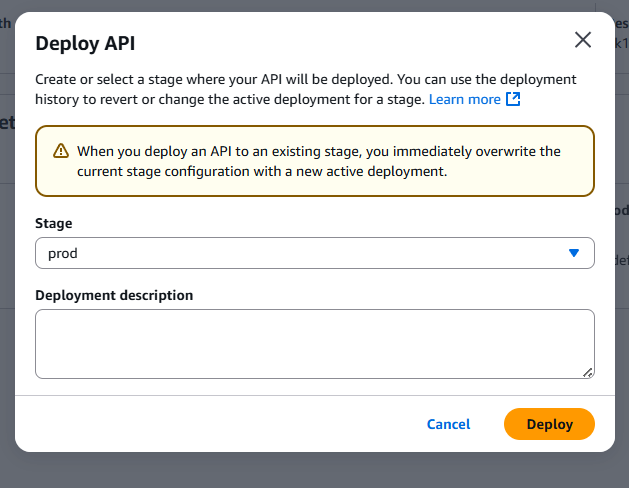 Deploy API
Create or select a stage where your API will be deployed. You can use the deployment
history to revert or change the active deployment for a stage. Learn more
When you deploy an API to an existing stage, you immediately overwrite the
current stage configuration with a new active deployment.
Stage
prod
Deployment description
Cancel
Deploy